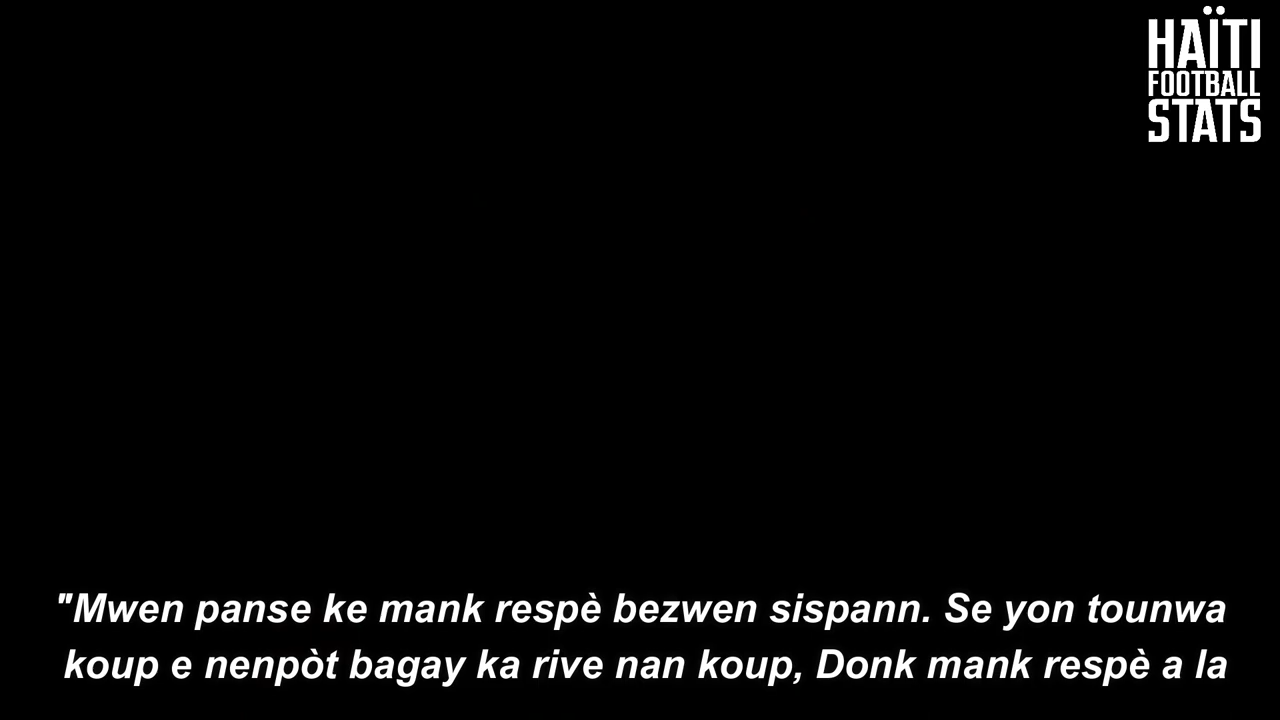 HAÏTI
FOOTBALL
STATS
"Mwen panse ke mank respè bezwen sispann. Se yon tounwa
koup e nenpòt bagay ka rive nan koup, Donk mank respè a la